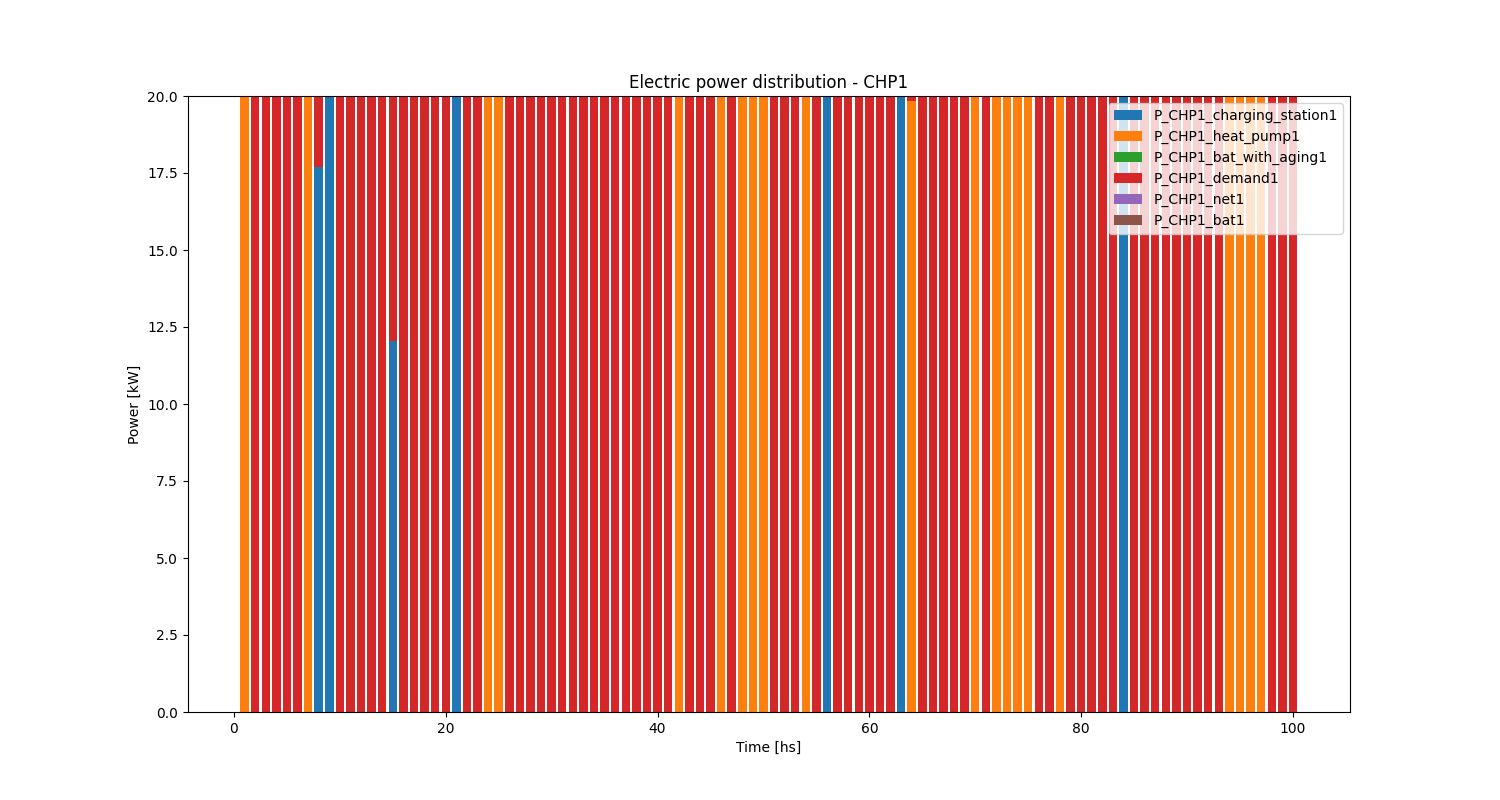 Electric power distribution - CHP1
20.0
17.5
15.0
12.5
10.0
7.5
5.0
2.5
0.0
Power [kW]
P_CHP1_charging_station1
P_CHP1_heat_pump1
P_CHP1_bat_with_aging1
P_CHP1_demand1
P_CHP1_net1
P_CHP1_bat1
0 20 40 60 80 100
Time [hs]